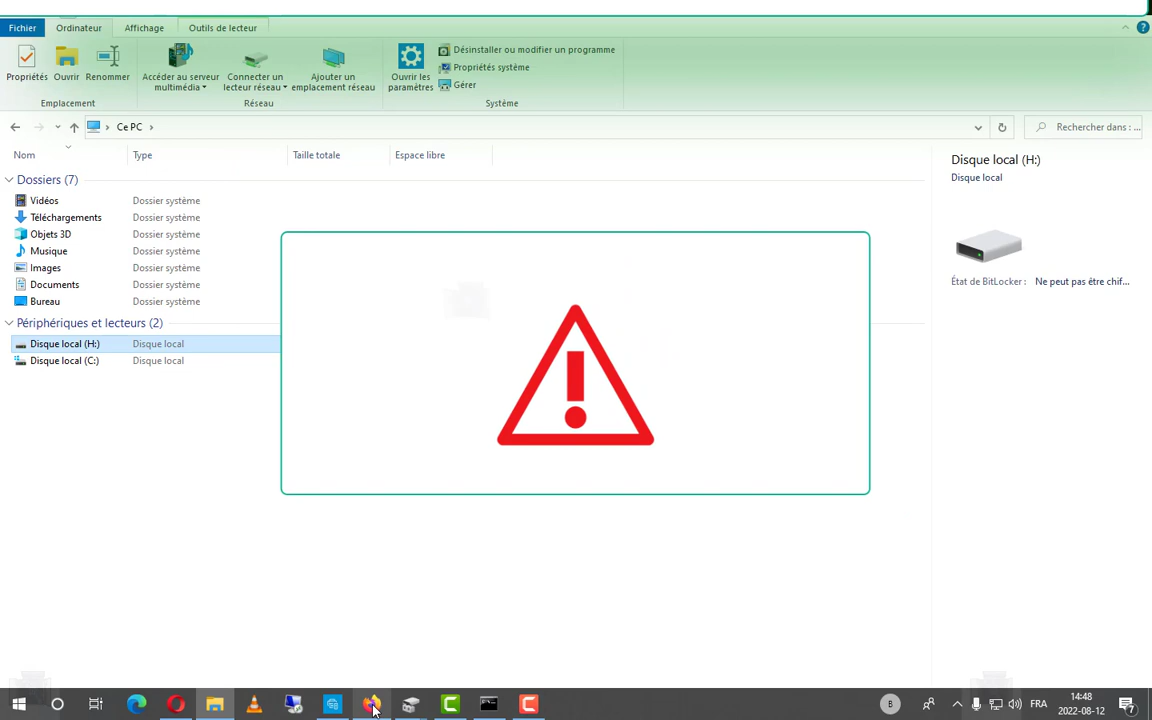 Fichier Ordinateur Affichage Outils de lecteur
Propriétés Ouvrir Renommer
Accéder au serveur multimédia
Connecter un lecteur réseau
Ajouter un emplacement réseau
Ouvrir les paramètres
Désinstaller ou modifier un programme
Propriétés système
Gérer
Emplacement Réseau Système
Ce PC
Rechercher dans : ...
Nom Type Taille totale Espace libre
Dossiers (7)
Vidéos Dossier système
Téléchargements Dossier système
Objets 3D Dossier système
Musique Dossier système
Images Dossier système
Documents Dossier système
Bureau Dossier système
Périphériques et lecteurs (2)
Disque local (H:) Disque local
Disque local (C:) Disque local
Disque local (H:)
Disque local
État de BitLocker : Ne peut pas être chif...
B
FRA
14:48
2022-08-12
7